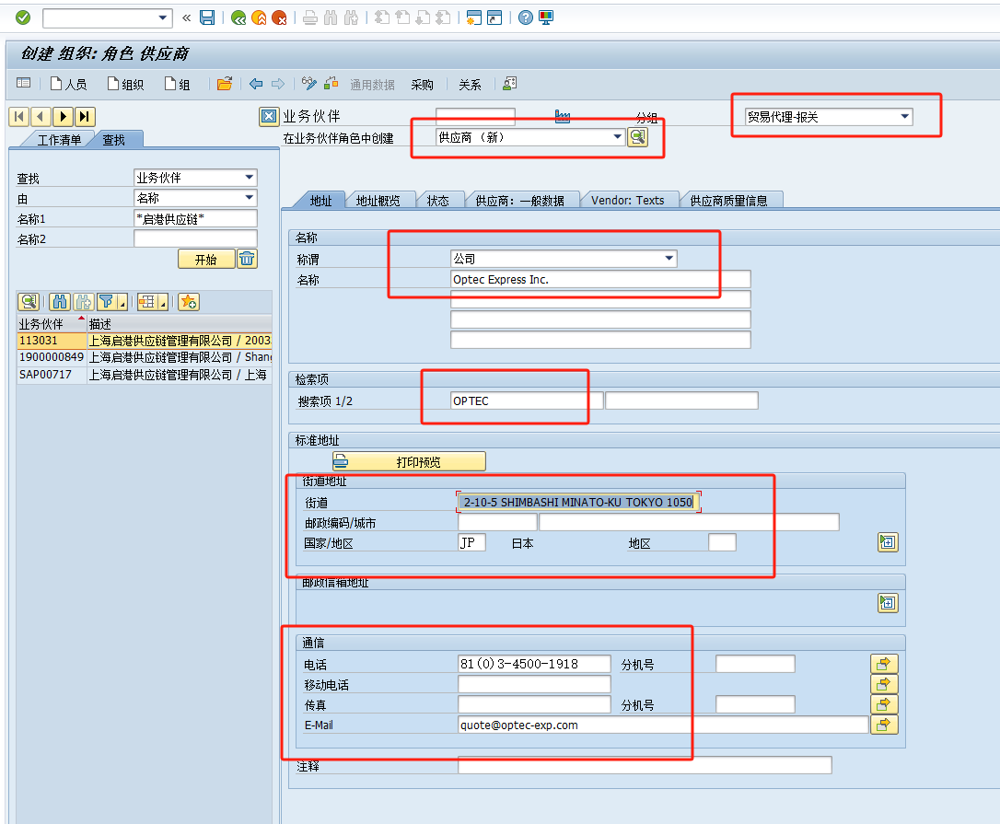 创建 组织: 角色 供应商
人员 组织 组 通用数据 采购 关系
业务伙伴 分组 贸易代理-报关
在业务伙伴角色中创建 供应商 (新)
工作清单 查找
查找 业务伙伴
由 名称
名称1 *启港供应链*
名称2
开始
业务伙伴 描述
113031 上海启港供应链管理有限公司 / 2003
1900000849 上海启港供应链管理有限公司 / Shang
SAP00717 上海启港供应链管理有限公司 / 上海
地址 地址概览 状态 供应商: 一般数据 Vendor: Texts 供应商质量信息
名称
称谓 公司
名称 Optec Express Inc.
检索项
搜索项 1/2 OPTEC
标准地址
打印预览
街道地址
街道 2-10-5 SHIMBASHI MINATO-KU TOKYO 1050
邮政编码/城市
国家/地区 JP 日本 地区
邮政信箱地址
通信
电话 81(0)3-4500-1918 分机号
移动电话
传真 分机号
E-Mail quote@optec-exp.com
注释